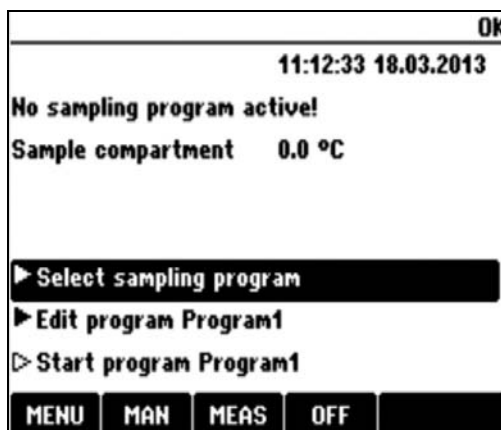 OK
11:12:33 18.03.2013
No sampling program active!
Sample compartment 0.0 °C
Select sampling program
Edit program Program1
Start program Program1
MENU MAN MEAS OFF